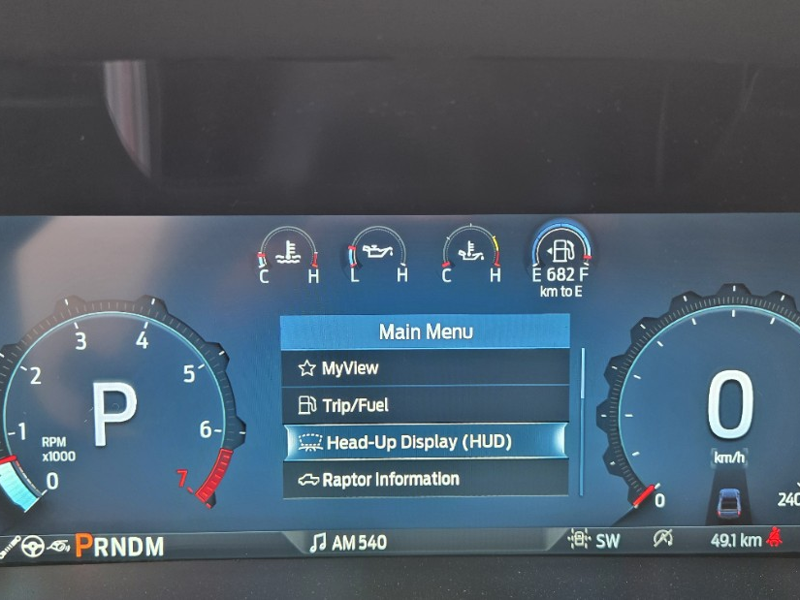 C H
L H
C H
E 682 F
km to E
Main Menu
MyView
Trip/Fuel
Head-Up Display (HUD)
Raptor Information
0
1
2
3
4
5
6
7
RPM
x1000
P
0
km/h
0
240
PRNDM
AM 540
SW
49.1 km